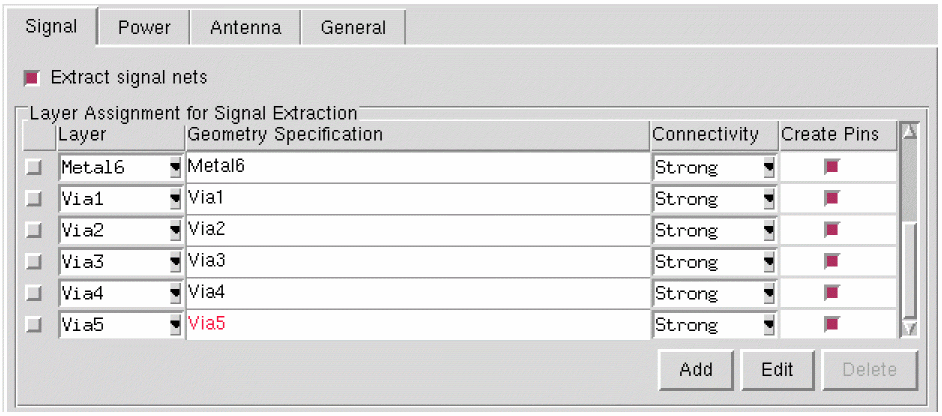 Signal Power Antenna General
Extract signal nets
Layer Assignment for Signal Extraction
Layer Geometry Specification Connectivity Create Pins
Metal6 Metal6 Strong
Via1 Via1 Strong
Via2 Via2 Strong
Via3 Via3 Strong
Via4 Via4 Strong
Via5 Via5 Strong
Add Edit Delete